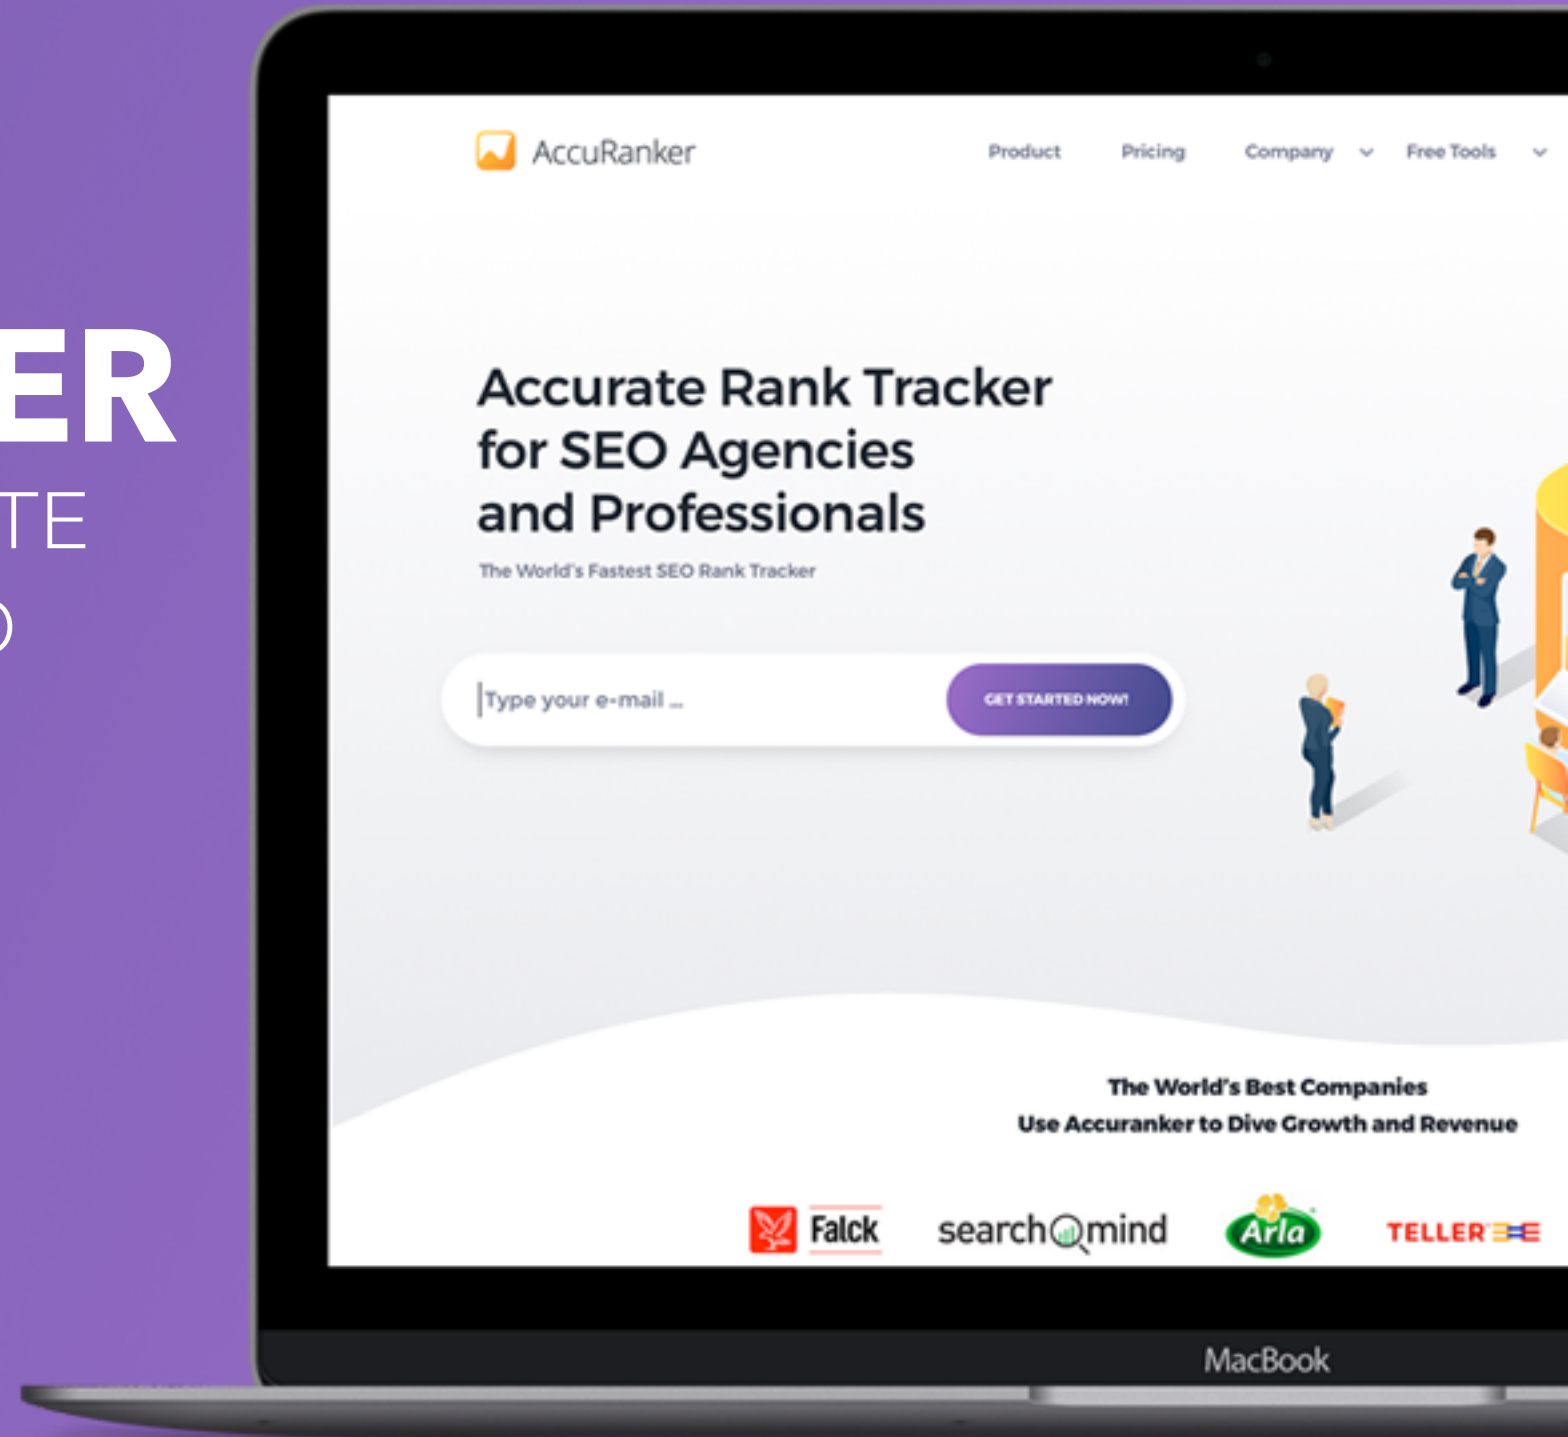 ER
TE
AccuRanker
Product Pricing Company Free Tools
Accurate Rank Tracker
for SEO Agencies
and Professionals
The World's Fastest SEO Rank Tracker
Type your e-mail ...
GET STARTED NOW!
The World's Best Companies
Use Accuranker to Dive Growth and Revenue
Falck
search mind
Arla
TELLER
MacBook